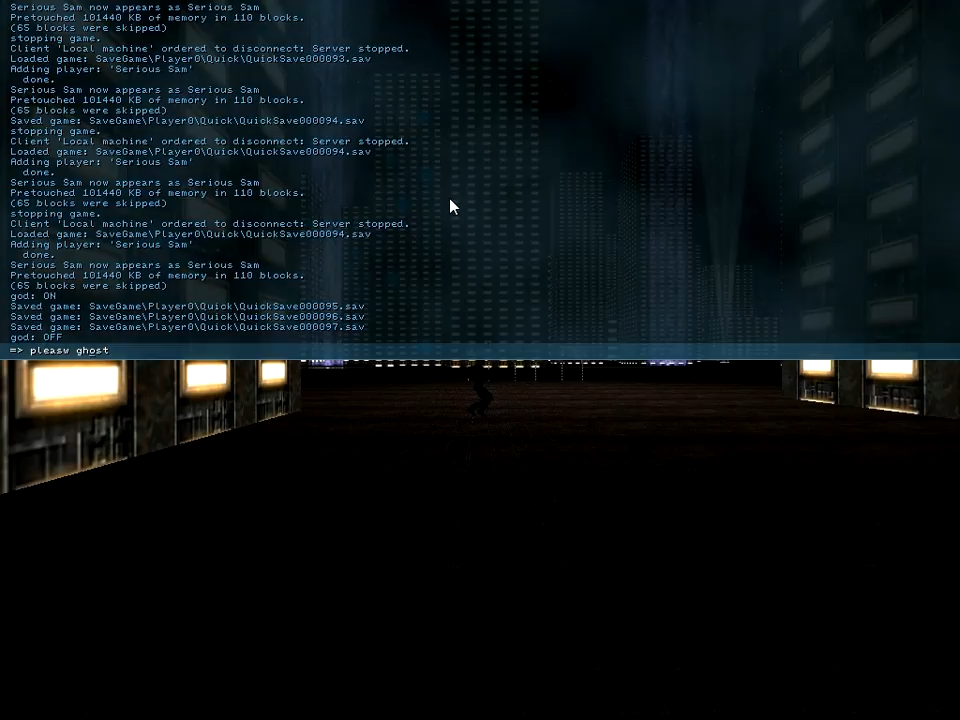 Serious Sam now appears as Serious Sam
Pretouched 101440 KB of memory in 110 blocks.
(65 blocks were skipped)
stopping game.
Client 'Local machine' ordered to disconnect: Server stopped.
Loaded game: SaveGame\Player0\Quick\QuickSave000093.sav
Adding player: 'Serious Sam'
done.
Serious Sam now appears as Serious Sam
Pretouched 101440 KB of memory in 110 blocks.
(65 blocks were skipped)
Saved game: SaveGame\Player0\Quick\QuickSave000094.sav
stopping game.
Client 'Local machine' ordered to disconnect: Server stopped.
Loaded game: SaveGame\Player0\Quick\QuickSave000094.sav
Adding player: 'Serious Sam'
done.
Serious Sam now appears as Serious Sam
Pretouched 101440 KB of memory in 110 blocks.
(65 blocks were skipped)
stopping game.
Client 'Local machine' ordered to disconnect: Server stopped.
Loaded game: SaveGame\Player0\Quick\QuickSave000094.sav
Adding player: 'Serious Sam'
done.
Serious Sam now appears as Serious Sam
Pretouched 101440 KB of memory in 110 blocks.
(65 blocks were skipped)
god: ON
Saved game: SaveGame\Player0\Quick\QuickSave000095.sav
Saved game: SaveGame\Player0\Quick\QuickSave000096.sav
Saved game: SaveGame\Player0\Quick\QuickSave000097.sav
god: OFF
=> pleasw ghost